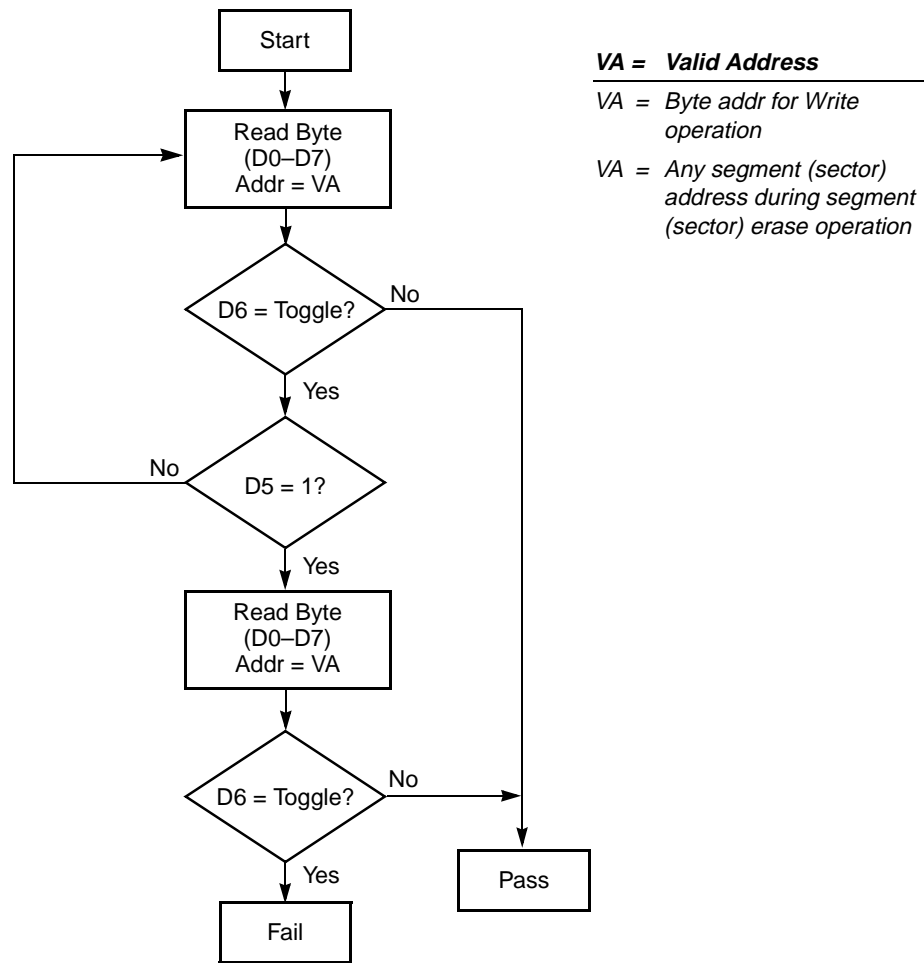 Start
Read Byte
(D0–D7)
Addr = VA
D6 = Toggle?
No
Yes
No
D5 = 1?
Yes
Read Byte
(D0–D7)
Addr = VA
D6 = Toggle?
No
Yes
Pass
Fail
VA = Valid Address
VA = Byte addr for Write
operation
VA = Any segment (sector)
address during segment
(sector) erase operation